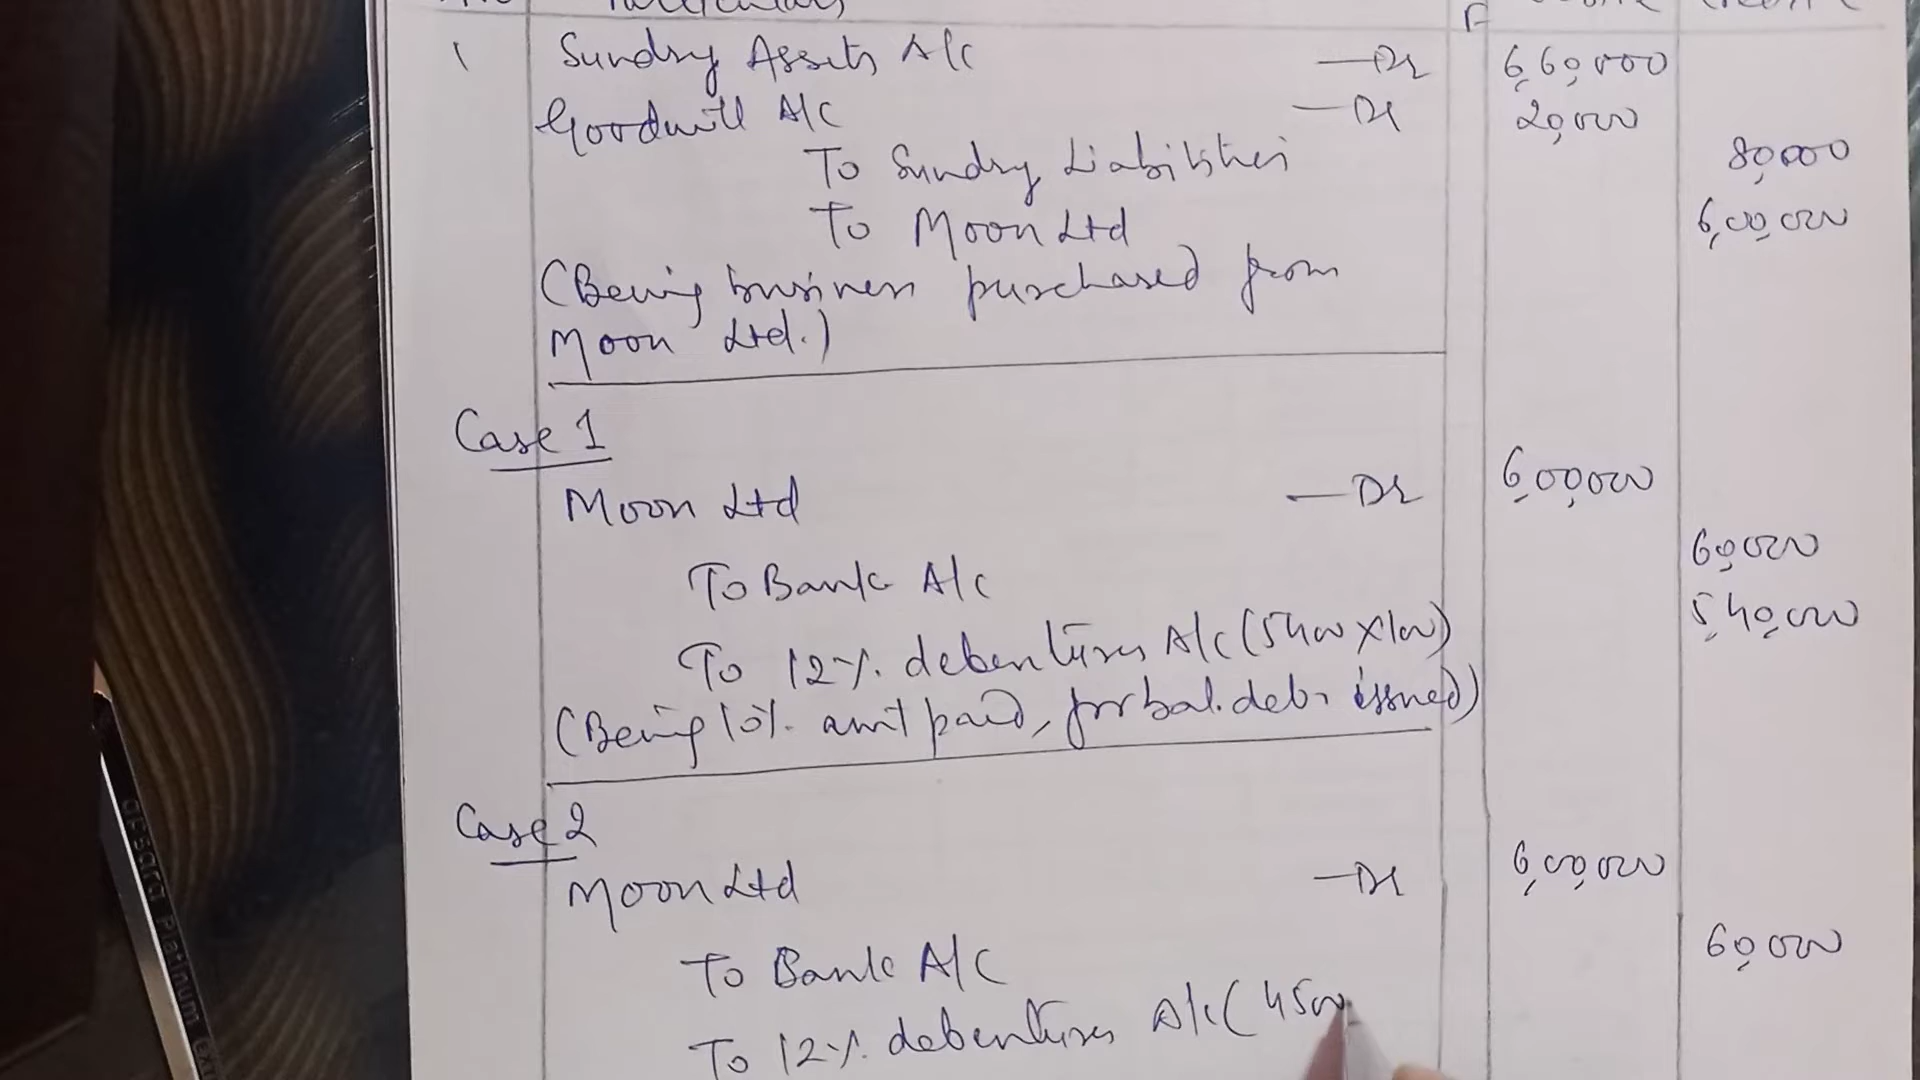 1 Sundry Assets A/c —Dr 6,60,000
Goodwill A/c —Dr 20,000
To Sundry Liabilities 80,000
To Moon Ltd 6,00,000
(Being business purchased from
Moon Ltd.)
Case 1
Moon Ltd —Dr 6,00,000
To Bank A/c 60,000
To 12%. debentures A/c (5400 x 100) 5,40,000
(Being 10%. amt paid, for bal. deb. issued)
Case 2
Moon Ltd —Dr 6,00,000
To Bank A/c 60,000
To 12%. debentures A/c ( 4500
apsara Platinum